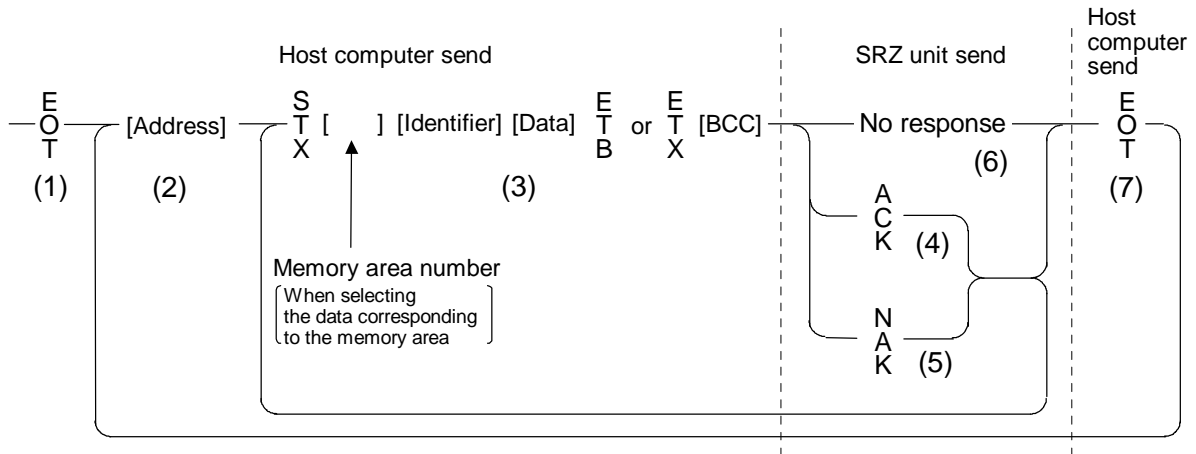 Host computer send
SRZ unit send
Host
computer
send
EOT
[Address]
STX [ ] [Identifier] [Data] ETB or ETX [BCC]
No response
EOT
(1)
(2)
(3)
(6)
(7)
ACK
(4)
Memory area number
When selecting
the data corresponding
to the memory area
NAK
(5)